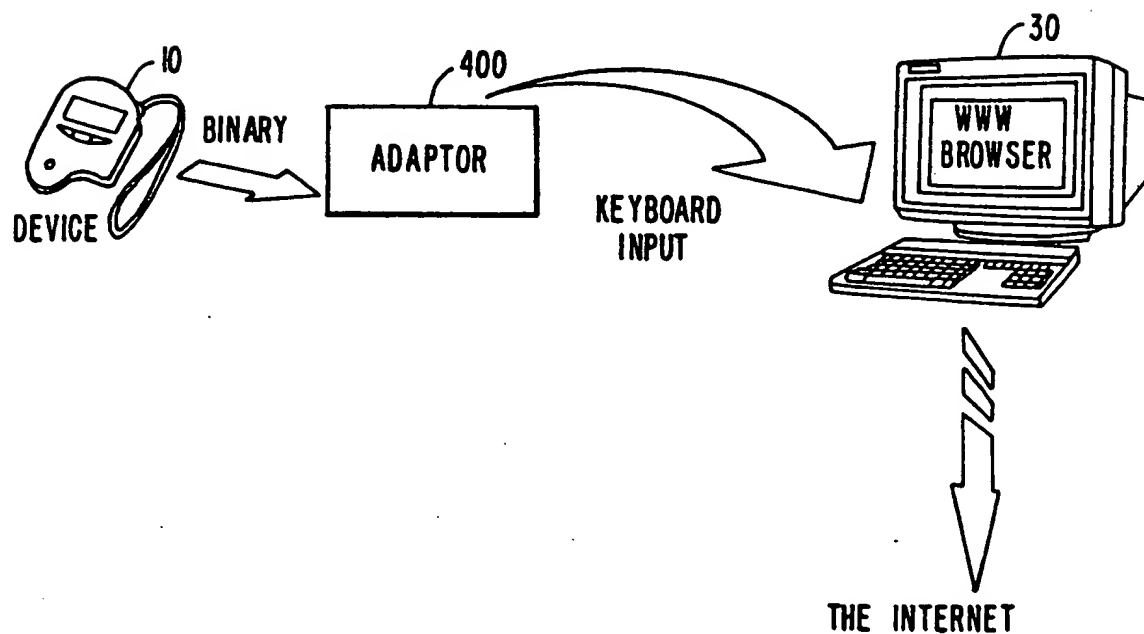 10
400
30
BINARY
ADAPTOR
WWW
BROWSER
DEVICE
KEYBOARD
INPUT
THE INTERNET